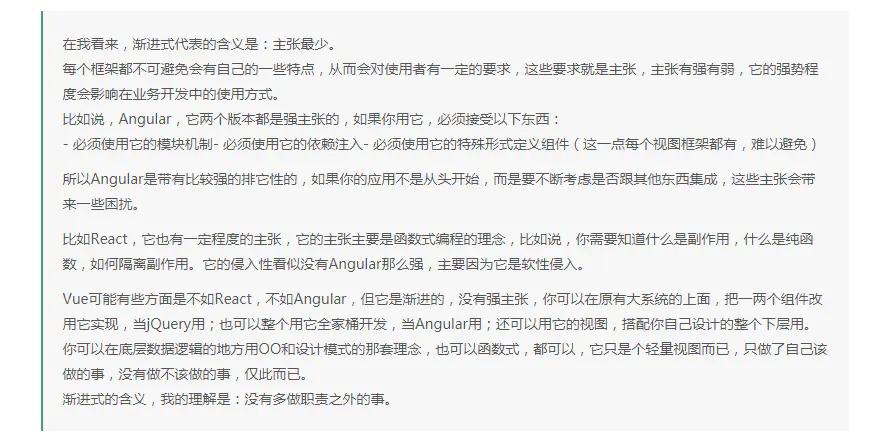 在我看来，渐进式代表的含义是：主张最少。
每个框架都不可避免会有自己的一些特点，从而会对使用者有一定的要求，这些要求就是主张，主张有强有弱，它的强势程
度会影响在业务开发中的使用方式。
比如说，Angular，它两个版本都是强主张的，如果你用它，必须接受以下东西：
- 必须使用它的模块机制- 必须使用它的依赖注入- 必须使用它的特殊形式定义组件（这一点每个视图框架都有，难以避免）
所以Angular是带有比较强的排它性的，如果你的应用不是从头开始，而是要不断考虑是否跟其他东西集成，这些主张会带
来一些困扰。
比如React，它也有一定程度的主张，它的主张主要是函数式编程的理念，比如说，你需要知道什么是副作用，什么是纯函
数，如何隔离副作用。它的侵入性看似没有Angular那么强，主要因为它是软性侵入。
Vue可能有些方面是不如React，不如Angular，但它是渐进的，没有强主张，你可以在原有大系统的上面，把一两个组件改
用它实现，当jQuery用；也可以整个用它全家桶开发，当Angular用；还可以用它的视图，搭配你自己设计的整个下层用。
你可以在底层数据逻辑的地方用OO和设计模式的那套理念，也可以函数式，都可以，它只是个轻量视图而已，只做了自己该
做的事，没有做不该做的事，仅此而已。
渐进式的含义，我的理解是：没有多做职责之外的事。